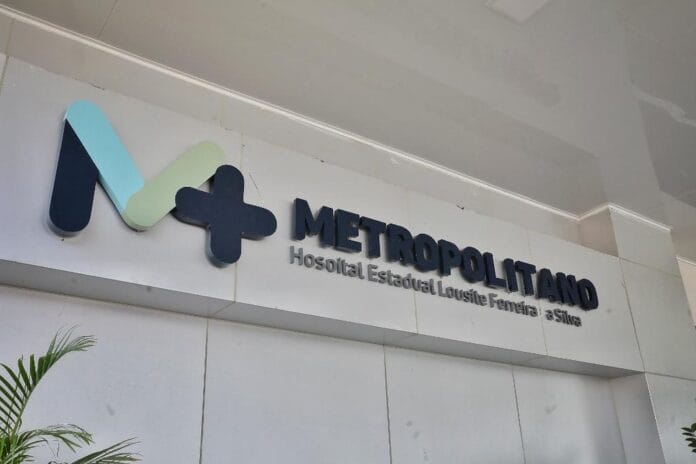 M+ METROPOLITANO
Hosoital Estadual Lousite Ferreira a Silva